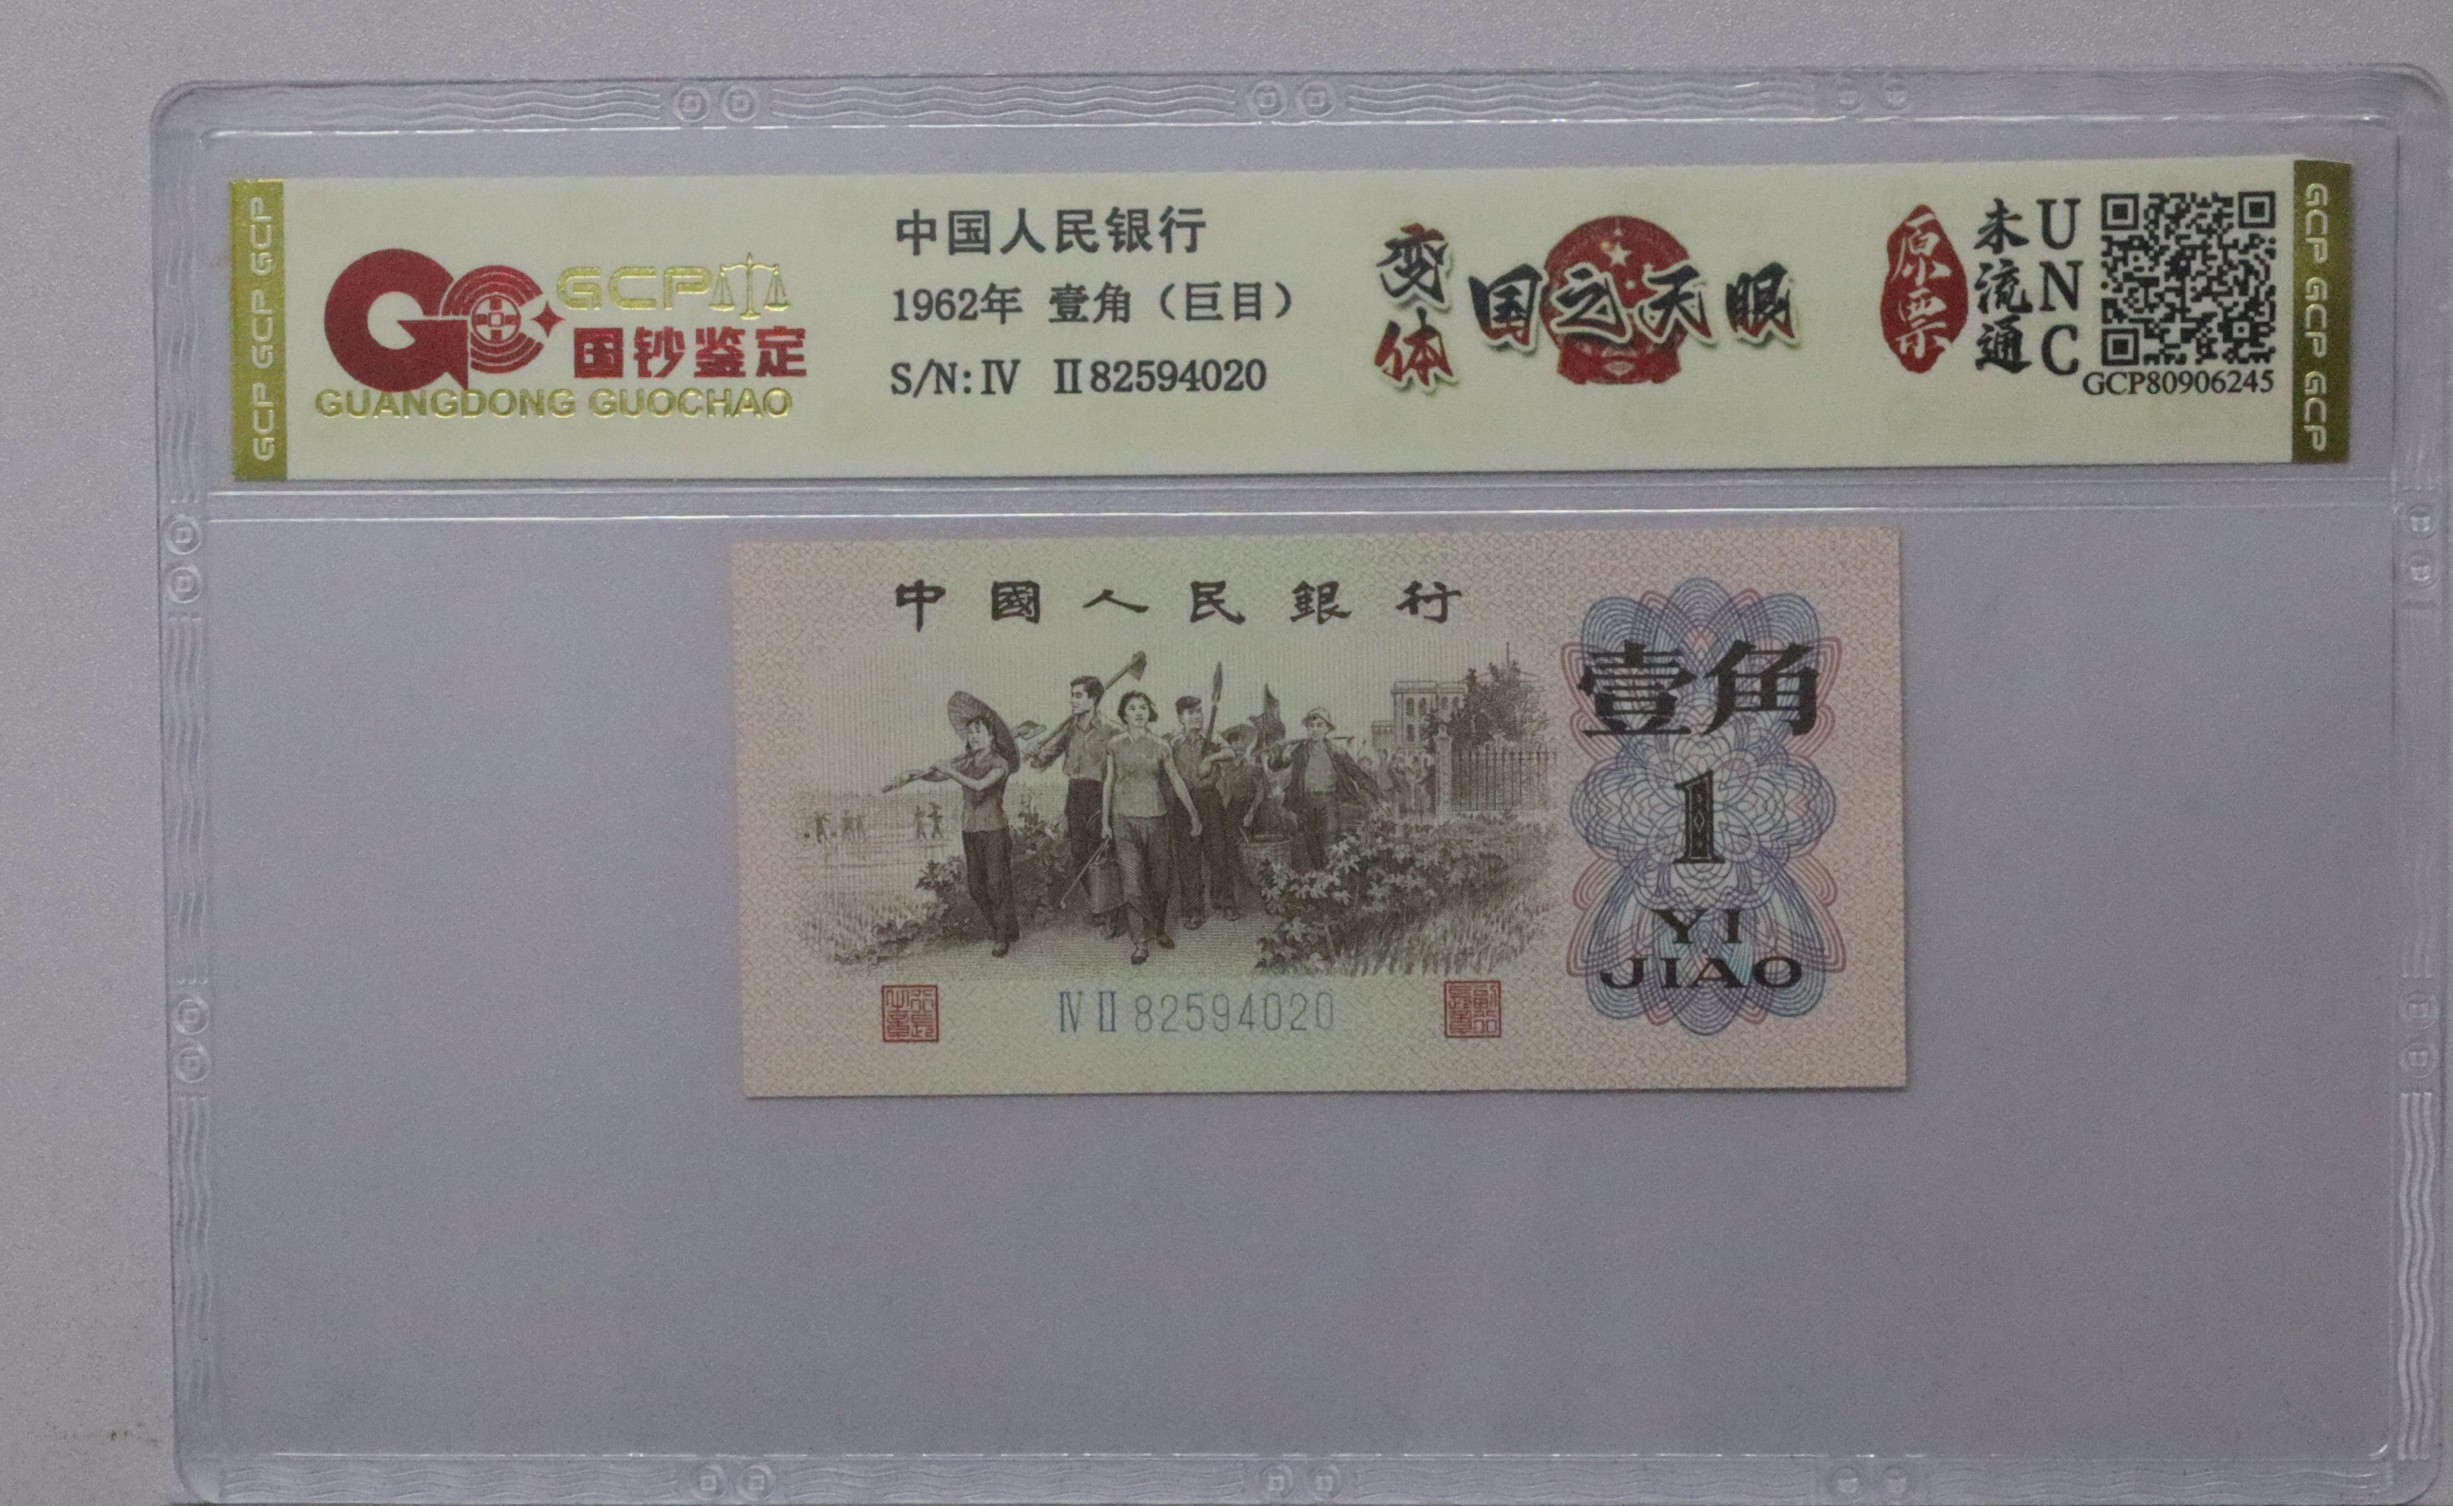 GCP GCP GCP
GCP
国钞鉴定
GUANGDONG GUOCHAO
中国人民银行
1962年 壹角（巨目）
S/N: IV II82594020
变体
国之天眼
原票
未流通
UNC
GCP80906245
GCP GCP GCP
中國人民銀行
壹角
1
YI
JIAO
Ⅳ Ⅱ 82594020